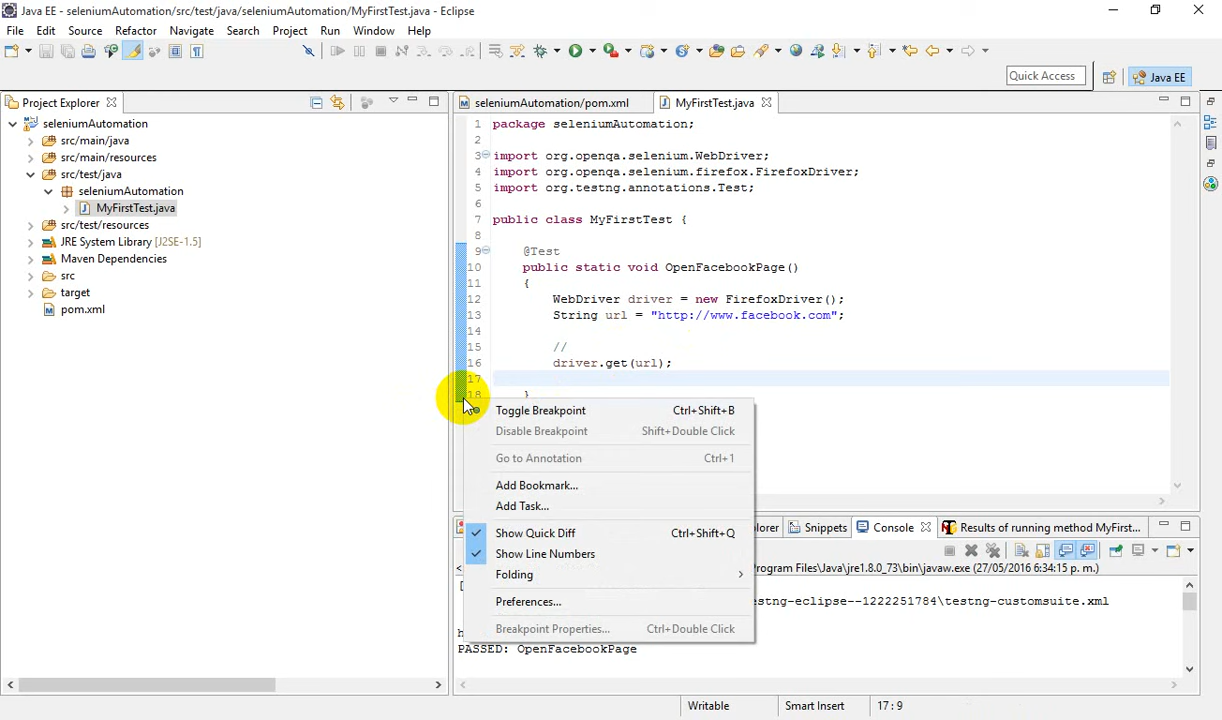 Java EE - seleniumAutomation/src/test/java/seleniumAutomation/MyFirstTest.java - Eclipse
File Edit Source Refactor Navigate Search Project Run Window Help
Quick Access
Java EE
Project Explorer
seleniumAutomation
src/main/java
src/main/resources
src/test/java
seleniumAutomation
MyFirstTest.java
src/test/resources
JRE System Library [J2SE-1.5]
Maven Dependencies
src
target
pom.xml
seleniumAutomation/pom.xml MyFirstTest.java
1 package seleniumAutomation;
2
3 import org.openqa.selenium.WebDriver;
4 import org.openqa.selenium.firefox.FirefoxDriver;
5 import org.testng.annotations.Test;
6
7 public class MyFirstTest {
8
9 @Test
10 public static void OpenFacebookPage()
11 {
12 WebDriver driver = new FirefoxDriver();
13 String url = "http://www.facebook.com";
14
15 //
16 driver.get(url);
17
18 }
Toggle Breakpoint Ctrl+Shift+B
Disable Breakpoint Shift+Double Click
Go to Annotation Ctrl+1
Add Bookmark...
Add Task...
Show Quick Diff Ctrl+Shift+Q
Show Line Numbers
Folding
Preferences...
Breakpoint Properties... Ctrl+Double Click
plorer Snippets Console Results of running method MyFirst...
Program Files\Java\jre1.8.0_73\bin\javaw.exe (27/05/2016 6:34:15 p. m.)
estng-eclipse--1222251784\testng-customsuite.xml
PASSED: OpenFacebookPage
Writable Smart Insert 17 : 9